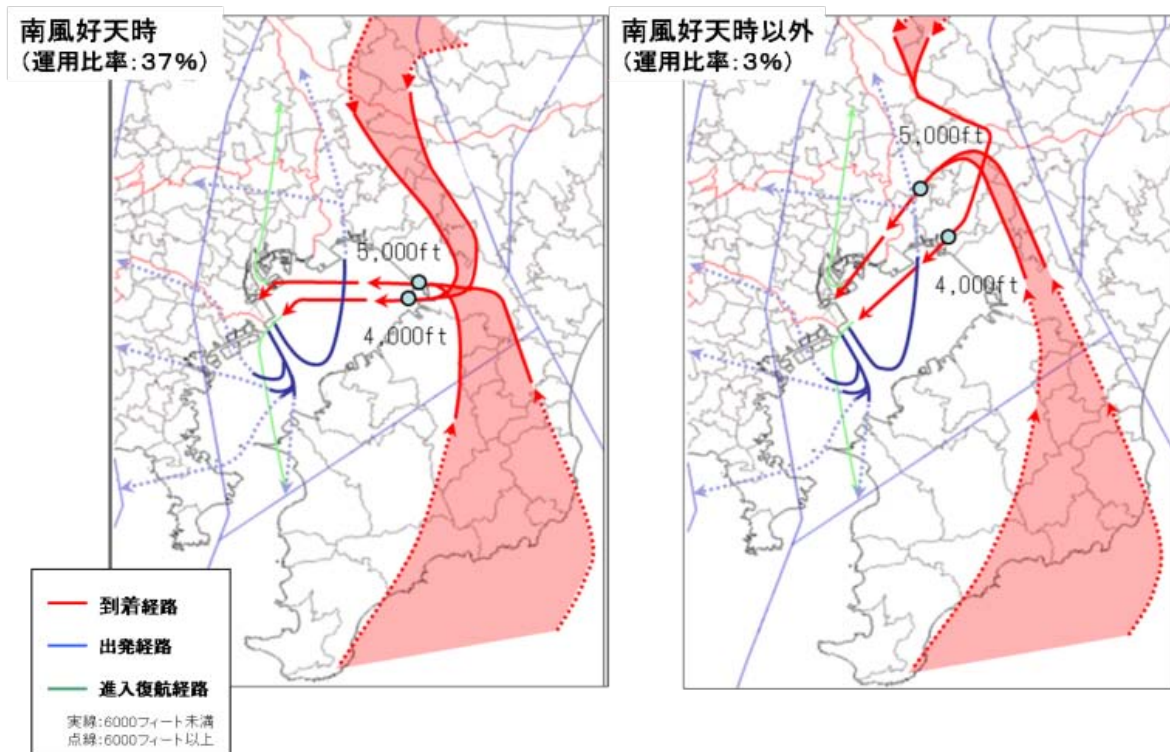 南風好天時
(運用比率:37%)
5,000ft
4,000ft
到着経路
出発経路
進入復航経路
実線:6000フィート未満
点線:6000フィート以上
南風好天時以外
(運用比率:3%)
5,000ft
4,000ft